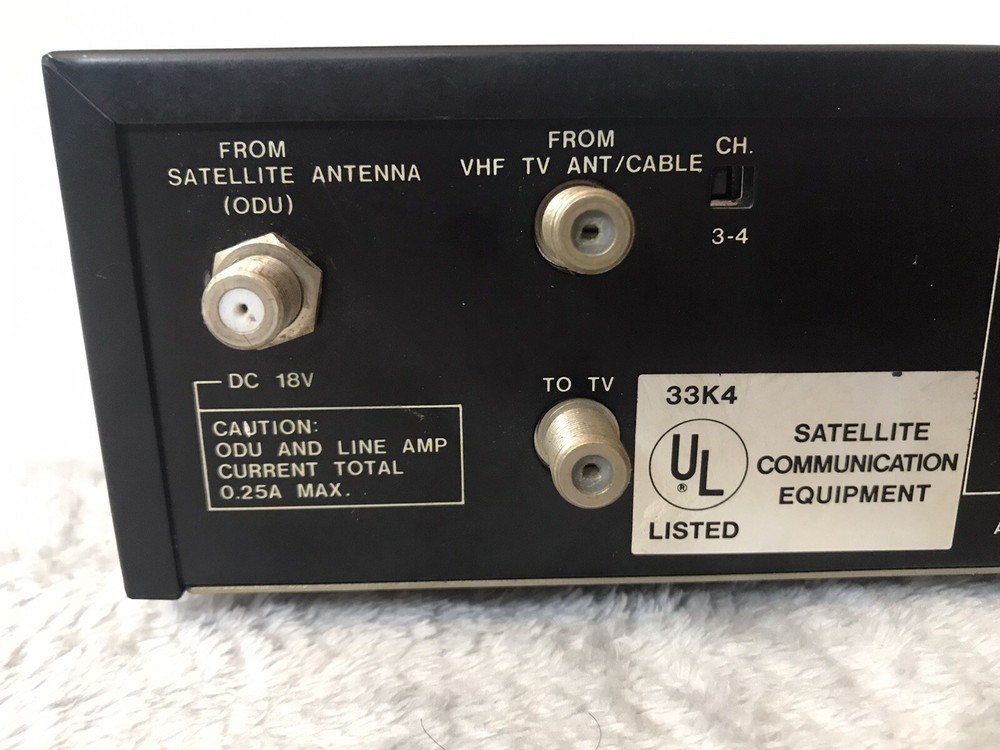 FROM
SATELLITE ANTENNA
(ODU)
FROM
VHF TV ANT/CABLE
CH.
3-4
DC 18V
CAUTION:
ODU AND LINE AMP
CURRENT TOTAL
0.25A MAX.
TO TV
33K4
UL
®
LISTED
SATELLITE
COMMUNICATION
EQUIPMENT
A